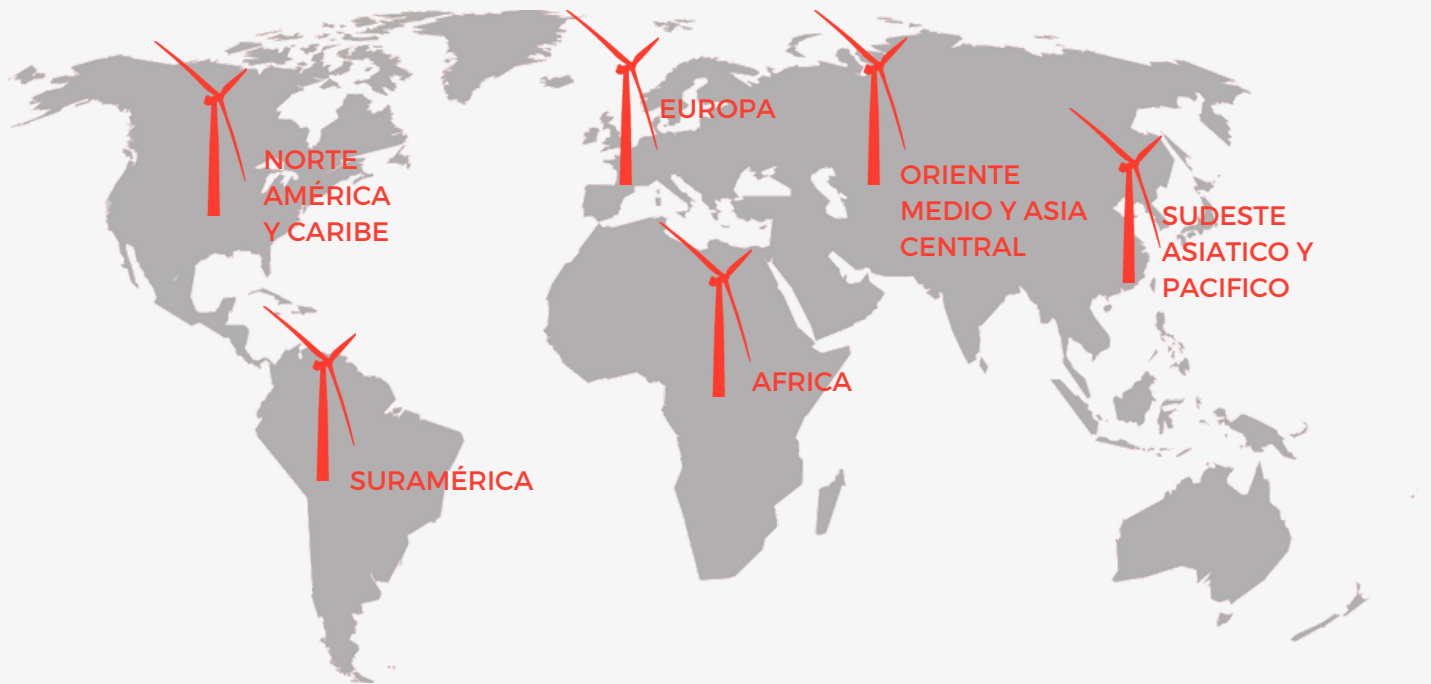 EUROPA
NORTE
AMÉRICA
Y CARIBE
ORIENTE
MEDIO Y ASIA
CENTRAL
SUDESTE
ASIATICO Y
PACIFICO
AFRICA
SURAMÉRICA